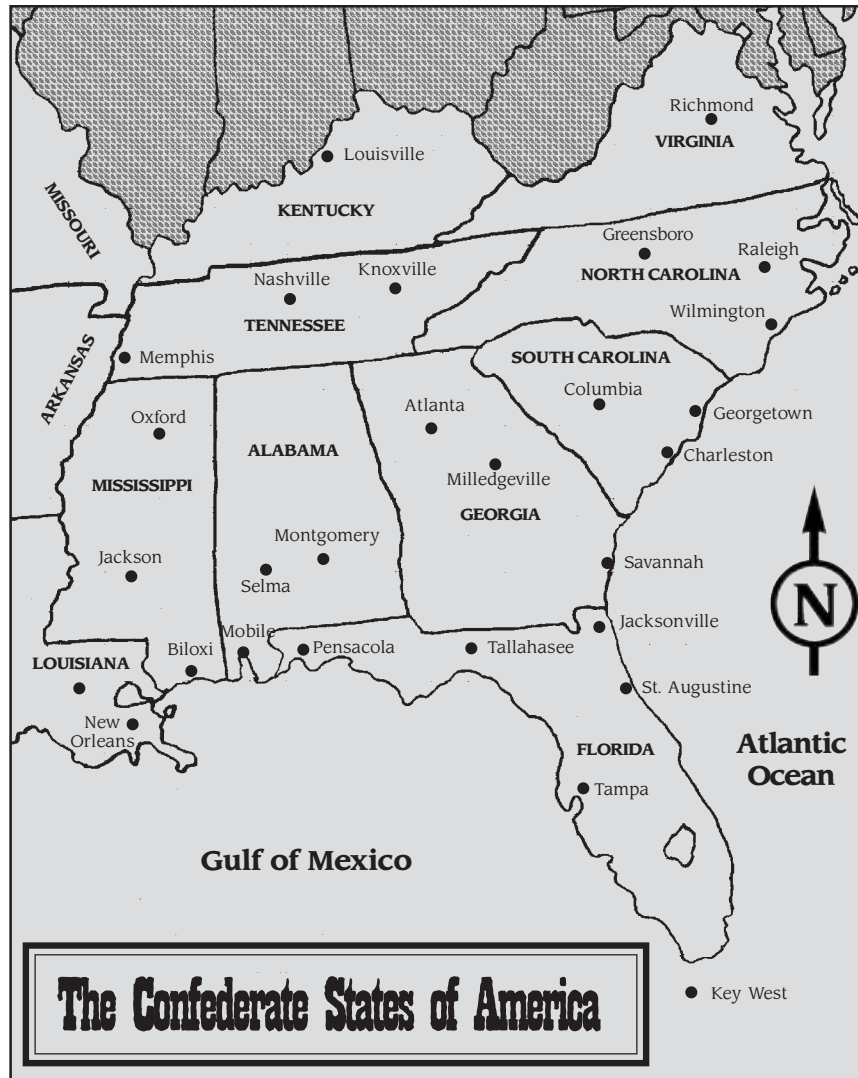 Richmond
VIRGINIA
Louisville
MISSOURI
KENTUCKY
Greensboro
Raleigh
Nashville
Knoxville
NORTH CAROLINA
TENNESSEE
Wilmington
ARKANSAS
Memphis
SOUTH CAROLINA
Columbia
Oxford
Atlanta
Georgetown
ALABAMA
Charleston
MISSISSIPPI
Milledgeville
GEORGIA
Montgomery
Jackson
Selma
Savannah
N
Mobile
Jacksonville
Biloxi
Pensacola
Tallahasee
LOUISIANA
St. Augustine
New
Orleans
FLORIDA
Atlantic
Ocean
Tampa
Gulf of Mexico
The Confederate States of America
Key West